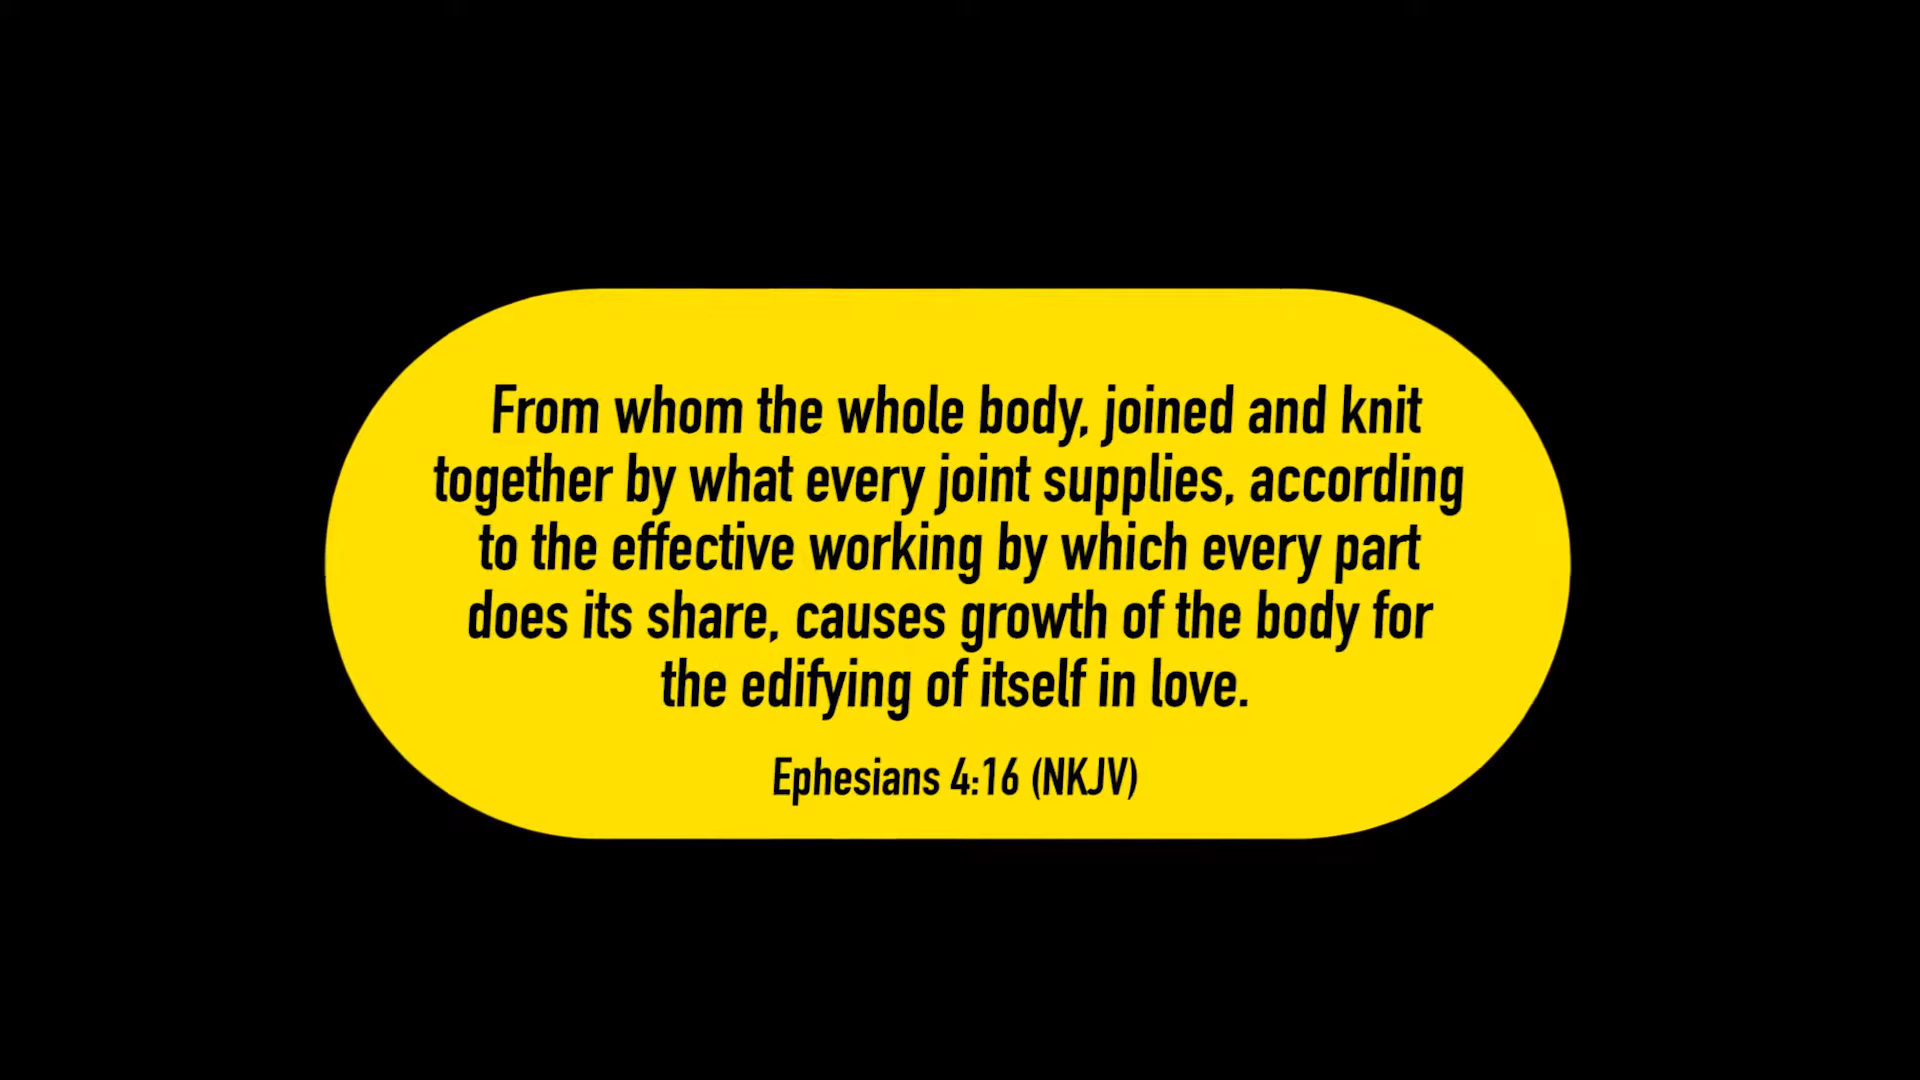 From whom the whole body, joined and knit
together by what every joint supplies, according
to the effective working by which every part
does its share, causes growth of the body for
the edifying of itself in love.
Ephesians 4:16 (NKJV)